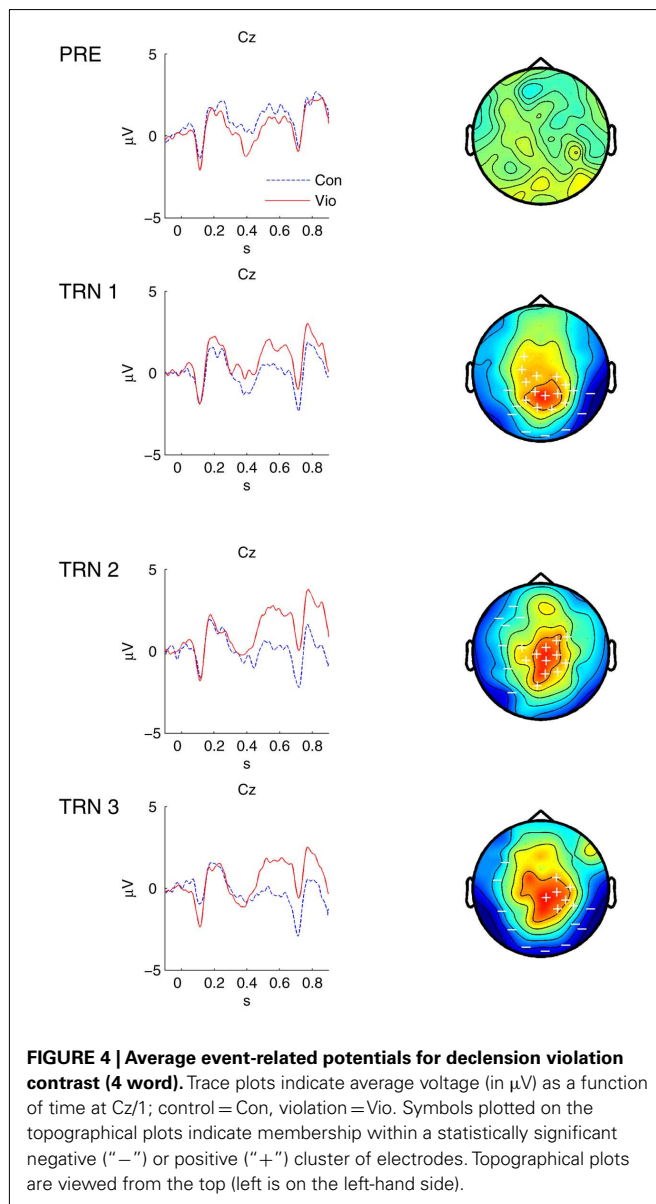 PRE
Cz
5
0
−5
μV
Con
Vio
0 0.2 0.4 0.6 0.8
s
TRN 1
Cz
5
0
−5
μV
0 0.2 0.4 0.6 0.8
s
TRN 2
Cz
5
0
−5
μV
0 0.2 0.4 0.6 0.8
s
TRN 3
Cz
5
0
−5
μV
0 0.2 0.4 0.6 0.8
s
FIGURE 4 | Average event-related potentials for declension violation
contrast (4 word). Trace plots indicate average voltage (in μV) as a function
of time at Cz/1; control = Con, violation = Vio. Symbols plotted on the
topographical plots indicate membership within a statistically significant
negative (“−”) or positive (“+”) cluster of electrodes. Topographical plots
are viewed from the top (left is on the left-hand side).